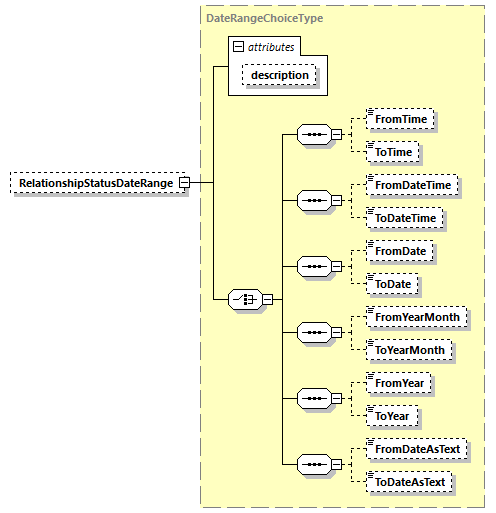 DateRangeChoiceType
attributes
description
FromTime
ToTime
RelationshipStatusDateRange
FromDateTime
ToDateTime
FromDate
ToDate
FromYearMonth
ToYearMonth
FromYear
ToYear
FromDateAsText
ToDateAsText